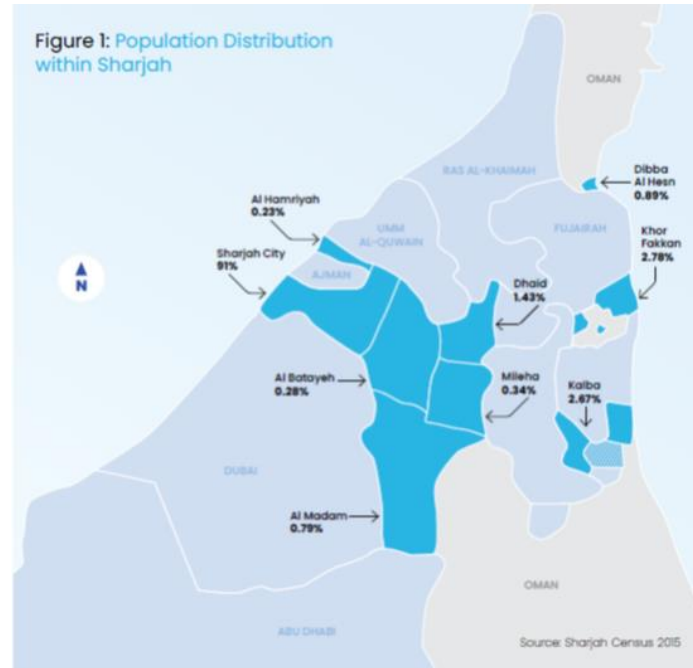 Figure 1: Population Distribution
within Sharjah
OMAN
RAS AL-KHAIMAH
Dibba
Al Hesn
0.89%
Al Hamriyah
0.23%
UMM
AL-QUWAIN
FUJAIRAH
Khor
Fakkan
2.78%
Sharjah City
91%
AJMAN
N
Dhaid
1.43%
Al Batayeh
0.28%
Mileha
0.34%
Kalba
2.67%
DUBAI
Al Madam
0.79%
OMAN
ABU DHABI
Source: Sharjah Census 2015